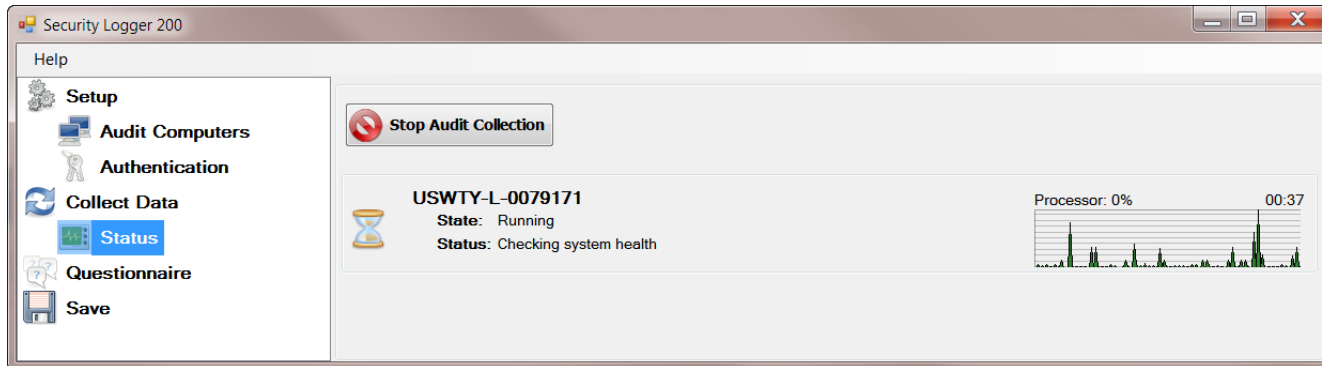 Security Logger 200
Help
Setup
Audit Computers
Authentication
Collect Data
Status
Questionnaire
Save
Stop Audit Collection
USWTY-L-0079171
State: Running
Status: Checking system health
Processor: 0% 00:37